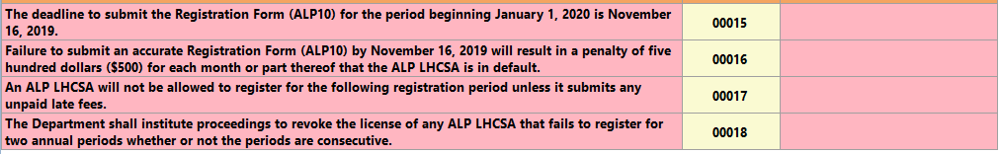 The deadline to submit the Registration Form (ALP10) for the period beginning January 1, 2020 is November
16, 2019.
00015
Failure to submit an accurate Registration Form (ALP10) by November 16, 2019 will result in a penalty of five
hundred dollars ($500) for each month or part thereof that the ALP LHCSA is in default.
00016
An ALP LHCSA will not be allowed to register for the following registration period unless it submits any
unpaid late fees.
00017
The Department shall institute proceedings to revoke the license of any ALP LHCSA that fails to register for
two annual periods whether or not the periods are consecutive.
00018